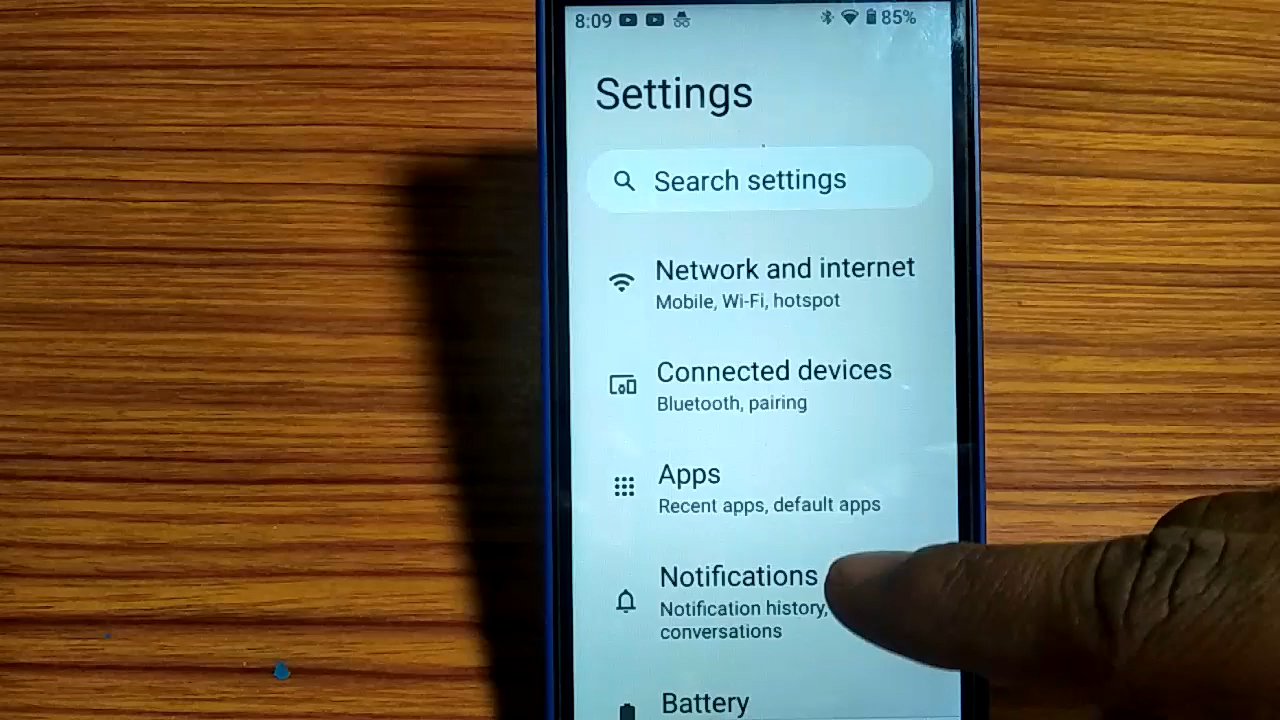 8:09 85%
Settings
Search settings
Network and internet
Mobile, Wi-Fi, hotspot
Connected devices
Bluetooth, pairing
Apps
Recent apps, default apps
Notifications
Notification history,
conversations
Battery